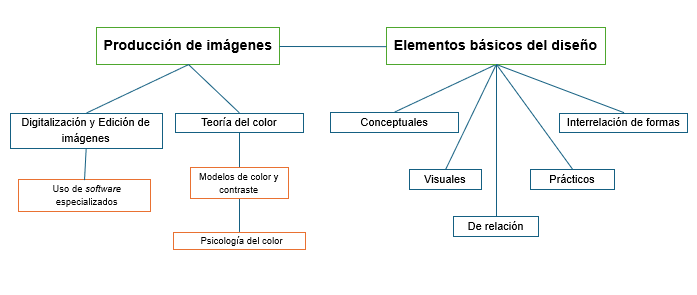 Producción de imágenes
Elementos básicos del diseño
Digitalización y Edición de
imágenes
Teoría del color
Conceptuales
Interrelación de formas
Modelos de color y
contraste
Visuales
Prácticos
Uso de software
especializados
De relación
Psicología del color